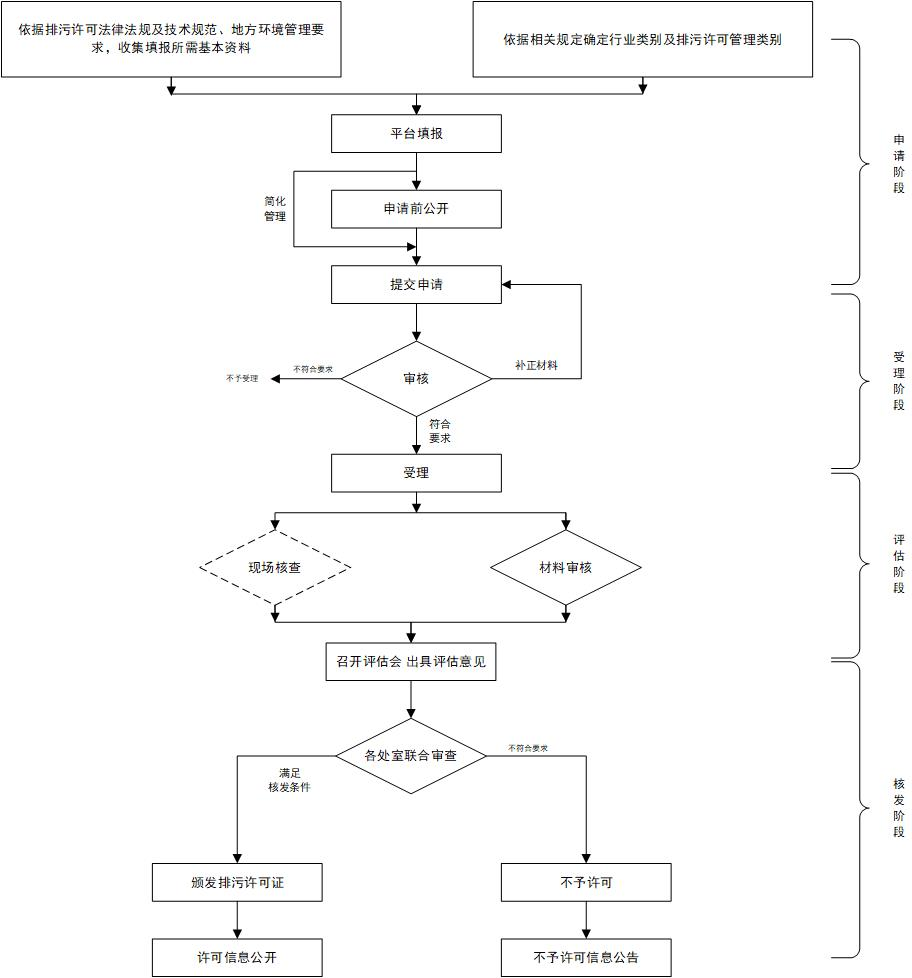 依据排污许可法律法规及技术规范、地方环境管理要
求，收集填报所需基本资料
依据相关规定确定行业类别及排污许可管理类别
平台填报
申
请
阶
段
简化
管理
申请前公开
提交申请
不予受理
不符合要求
审核
补正材料
受
理
阶
段
符合
要求
受理
现场核查
材料审核
评
估
阶
段
召开评估会 出具评估意见
各处室联合审查
不符合要求
满足
核发条件
核
发
阶
段
颁发排污许可证
不予许可
许可信息公开
不予许可信息公告